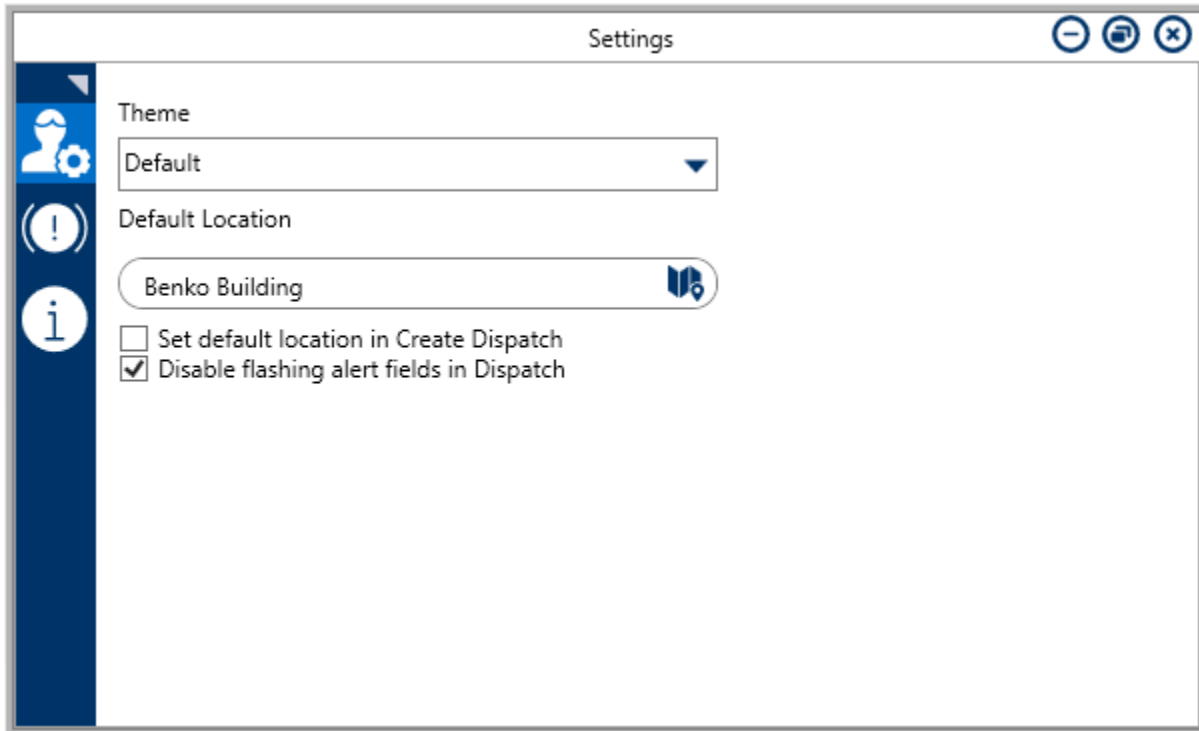 Settings
Theme
Default
Default Location
Benko Building
Set default location in Create Dispatch
Disable flashing alert fields in Dispatch